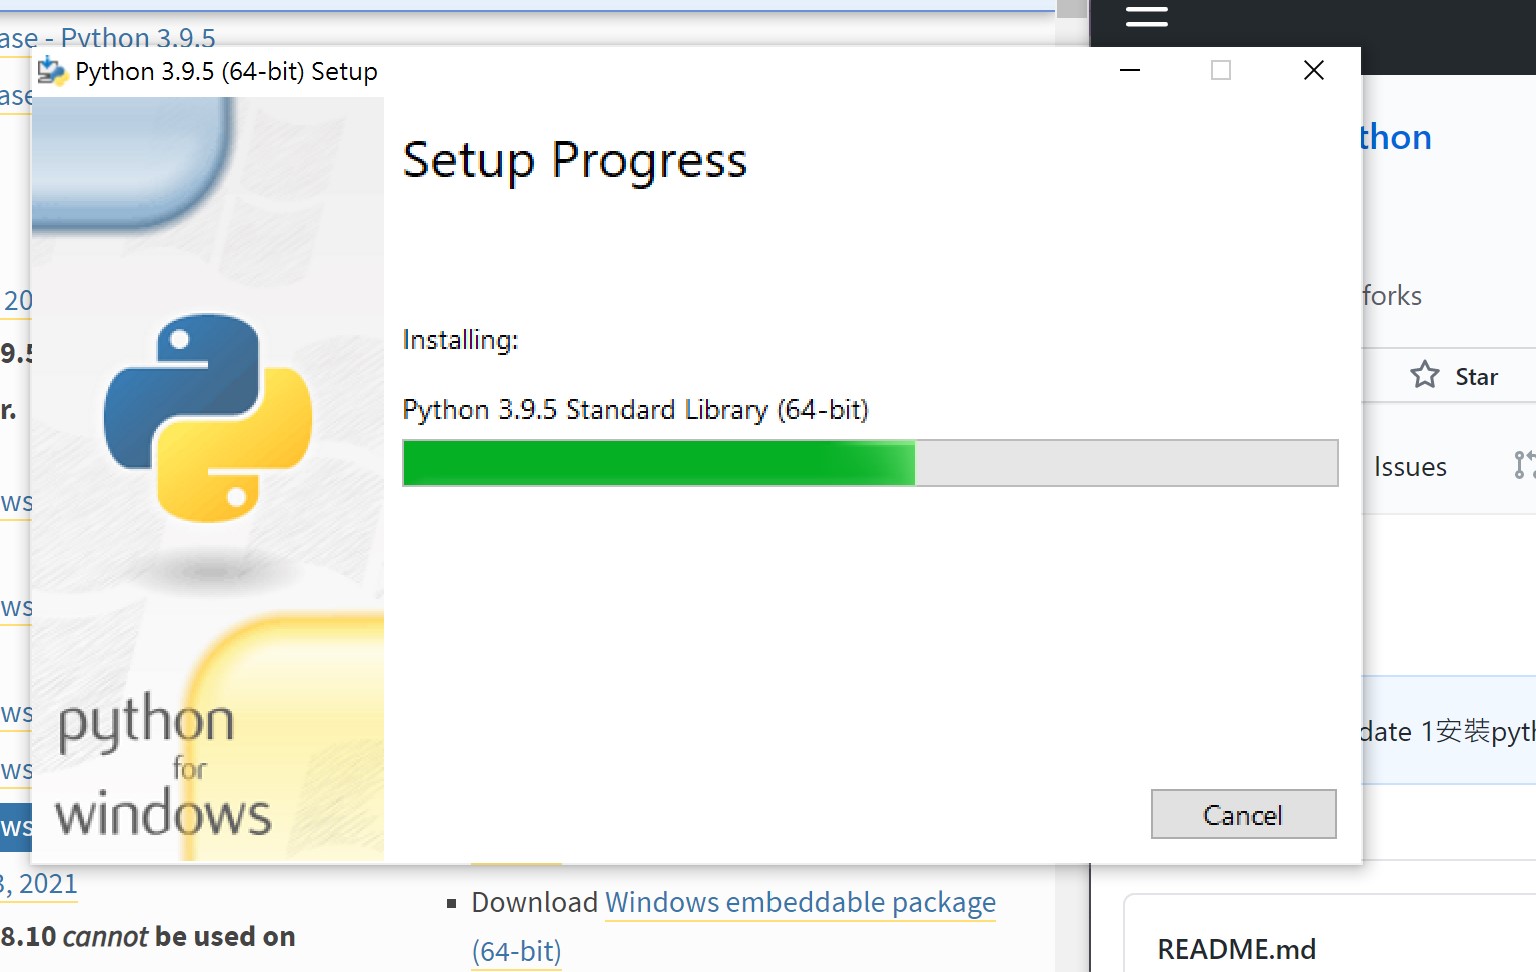 ase - Python 3.9.5
Python 3.9.5 (64-bit) Setup
ase
thon
Setup Progress
20
forks
Installing:
9.5
Star
r.
Python 3.9.5 Standard Library (64-bit)
Issues
ws
ws
python
for
windows
ws
date 1安裝pyth
ws
ws
Cancel
3, 2021
Download Windows embeddable package
(64-bit)
8.10 cannot be used on
README.md